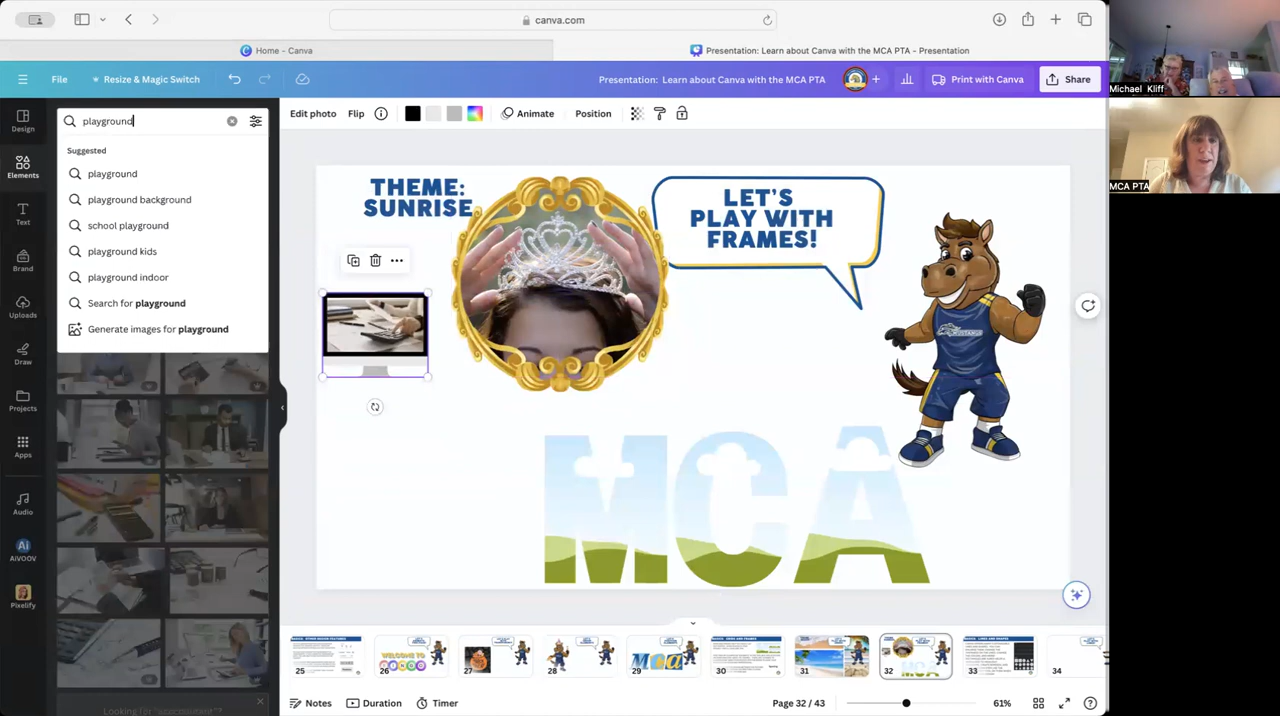 canva.com
Home - Canva
Presentation: Learn about Canva with the MCA PTA - Presentation
File
Resize & Magic Switch
Presentation: Learn about Canva with the MCA PTA
Print with Canva
Share
Michael Kliff
MCA PTA
Design
Elements
Text
Brand
Uploads
Draw
Projects
Apps
Audio
AI
AiVOOV
Pixelify
playground
Suggested
playground
playground background
school playground
playground kids
playground indoor
Search for playground
Generate images for playground
Edit photo
Flip
Animate
Position
THEME:
SUNRISE
LET'S
PLAY WITH
FRAMES!
MUSTANGS
MCA
29
30
31
32
33
34
Notes
Duration
Timer
Page 32 / 43
61%